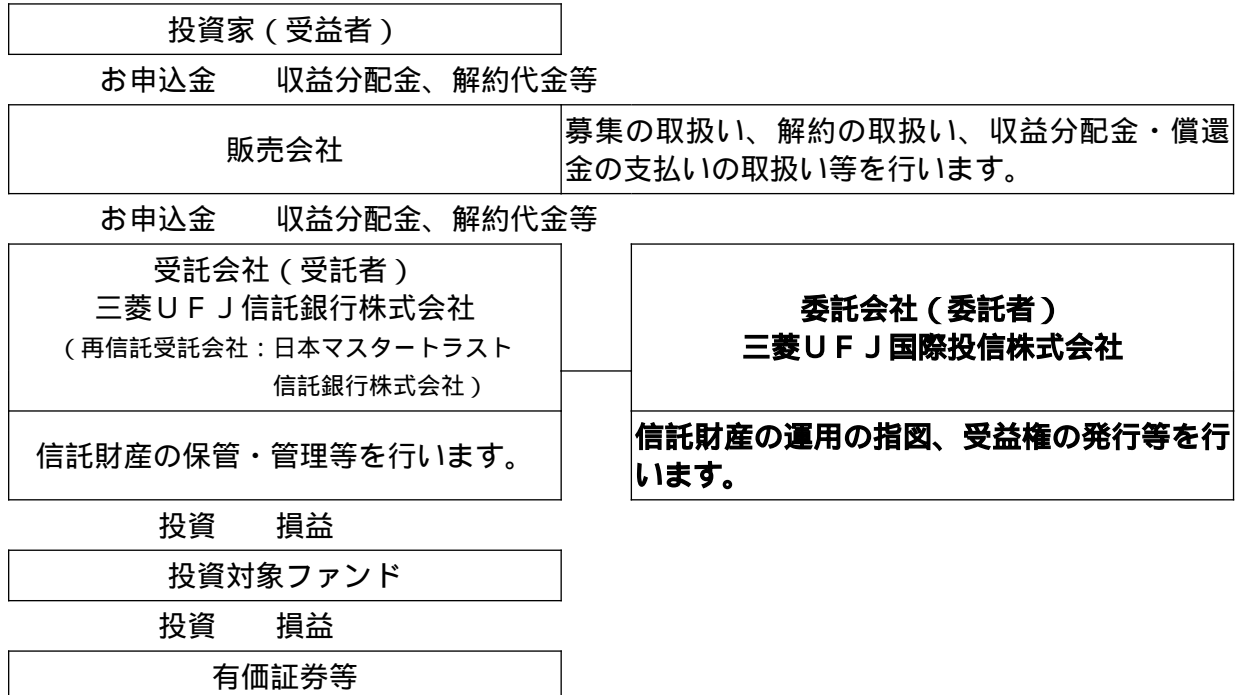 投資家（受益者）
お申込金　　収益分配金、解約代金等
販売会社
募集の取扱い、解約の取扱い、収益分配金・償還
金の支払いの取扱い等を行います。
お申込金　　収益分配金、解約代金等
受託会社（受託者）
三菱ＵＦＪ信託銀行株式会社
（再信託受託会社：日本マスタートラスト
信託銀行株式会社）
委託会社（委託者）
三菱ＵＦＪ国際投信株式会社
信託財産の保管・管理等を行います。
信託財産の運用の指図、受益権の発行等を行
います。
投資　　損益
投資対象ファンド
投資　　損益
有価証券等